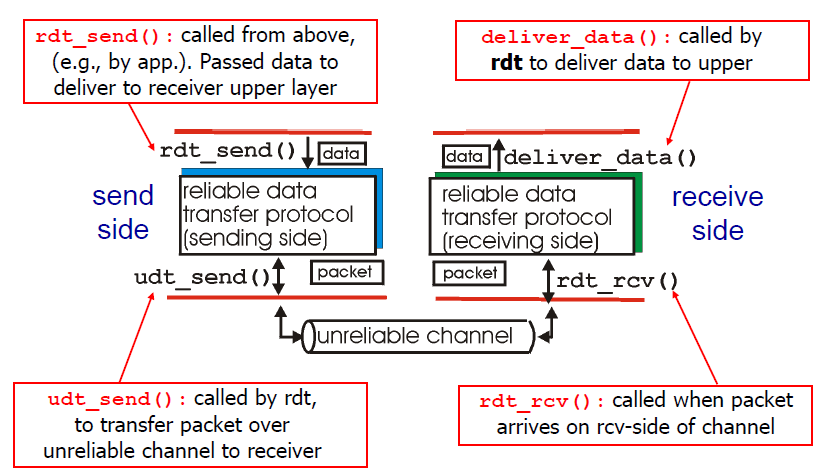 rdt_send(): called from above,
(e.g., by app.). Passed data to
deliver to receiver upper layer
deliver_data(): called by
rdt to deliver data to upper
rdt_send()
data
data
deliver_data()
send
side
reliable data
transfer protocol
(sending side)
reliable data
transfer protocol
(receiving side)
receive
side
udt_send()
packet
packet
rdt_rcv()
unreliable channel
udt_send(): called by rdt,
to transfer packet over
unreliable channel to receiver
rdt_rcv(): called when packet
arrives on rcv-side of channel